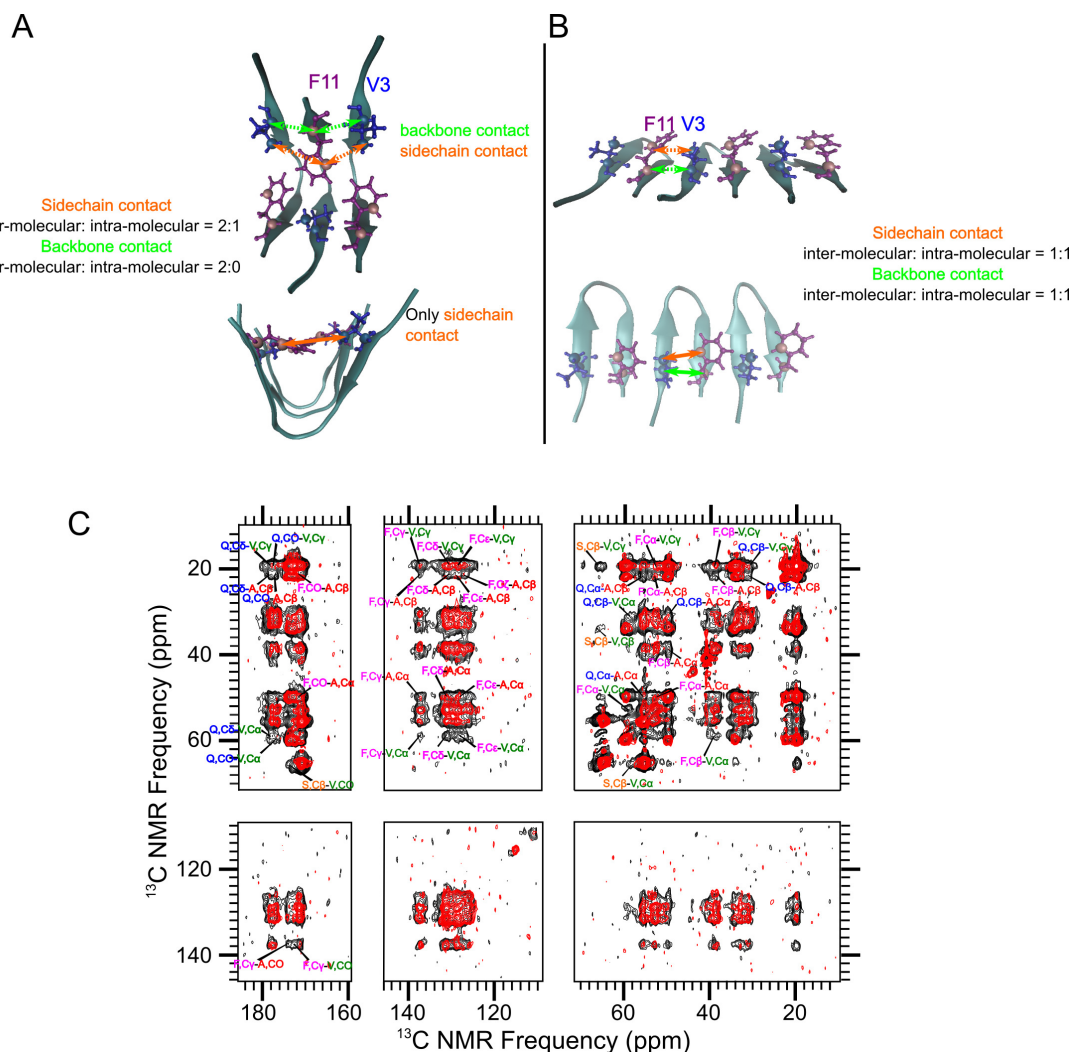 A
B
F11
V3
backbone contact
sidechain contact
Sidechain contact
r-molecular: intra-molecular = 2:1
Backbone contact
r-molecular: intra-molecular = 2:0
Only sidechain
contact
F11 V3
Sidechain contact
inter-molecular: intra-molecular = 1:1
Backbone contact
inter-molecular: intra-molecular = 1:1
C
13C NMR Frequency (ppm)
20
40
60
Q,Cδ-V,Cγ
Q,CO-V,Cγ
Q,Cδ-A,Cβ
Q,CO-A,Cβ
F,CO-A,Cβ
F,CO-A,Cα
Q,Cδ-V,Cα
Q,CO-V,Cα
S,Cβ-V,CO
F,Cγ-V,Cγ
F,Cδ-V,Cγ
F,Cε-V,Cγ
F,Cγ-A,Cβ
F,Cδ-A,Cβ
F,Cζ-A,Cβ
F,Cε-A,Cβ
F,Cγ-A,Cα
F,Cδ-A,Cα
F,Cε-A,Cα
F,Cγ-V,Cα
F,Cδ-V,Cα
F,Cε-V,Cα
S,Cβ-V,Cγ
F,Cα-V,Cγ
F,Cβ-V,Cγ
Q,Cβ-V,Cγ
Q,Cα-A,Cβ
F,Cα-A,Cβ
F,Cβ-A,Cβ
Q,Cβ-A,Cβ
Q,Cβ-V,Cα
Q,Cβ-A,Cα
S,Cβ-V,Cβ
F,Cβ-A,Cα
Q,Cα-A,Cα
F,Cα-V,Cα
F,Cα-A,Cα
F,Cβ-V,Cα
S,Cβ-V,Cα
120
140
F,Cγ-A,CO
F,Cγ-V,CO
180
160
140
120
60
40
20
13C NMR Frequency (ppm)